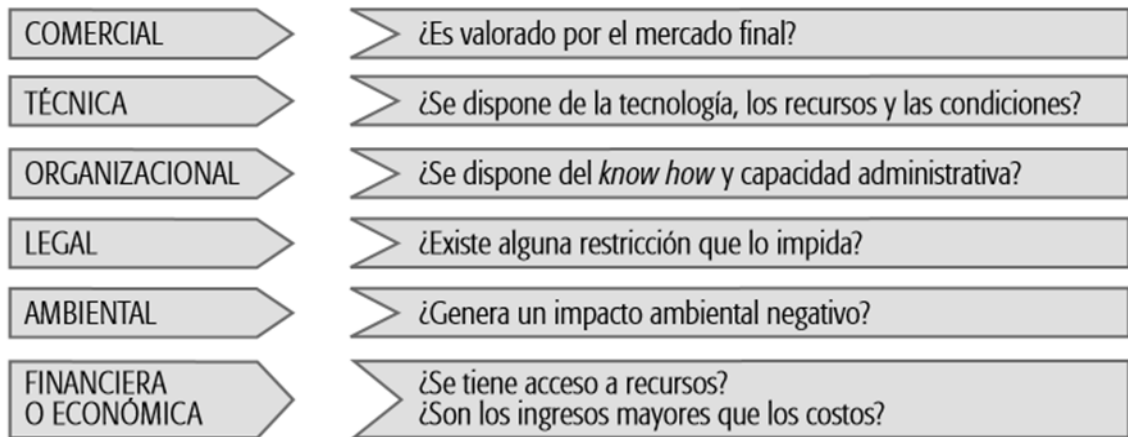 COMERCIAL
¿Es valorado por el mercado final?
TÉCNICA
¿Se dispone de la tecnología, los recursos y las condiciones?
ORGANIZACIONAL
¿Se dispone del know how y capacidad administrativa?
LEGAL
¿Existe alguna restricción que lo impida?
AMBIENTAL
¿Genera un impacto ambiental negativo?
FINANCIERA
O ECONÓMICA
¿Se tiene acceso a recursos?
¿Son los ingresos mayores que los costos?